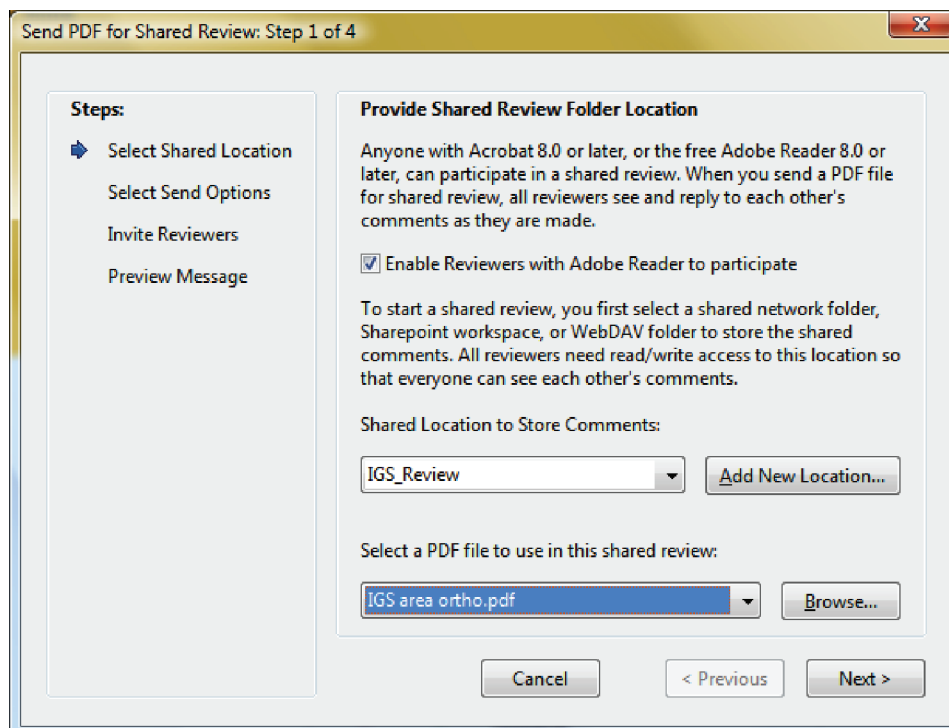 Send PDF for Shared Review: Step 1 of 4
Steps:
Select Shared Location
Select Send Options
Invite Reviewers
Preview Message
Provide Shared Review Folder Location
Anyone with Acrobat 8.0 or later, or the free Adobe Reader 8.0 or
later, can participate in a shared review. When you send a PDF file
for shared review, all reviewers see and reply to each other's
comments as they are made.
Enable Reviewers with Adobe Reader to participate
To start a shared review, you first select a shared network folder,
Sharepoint workspace, or WebDAV folder to store the shared
comments. All reviewers need read/write access to this location so
that everyone can see each other's comments.
Shared Location to Store Comments:
IGS_Review
Add New Location...
Select a PDF file to use in this shared review:
IGS area ortho.pdf
Browse...
Cancel
< Previous
Next >